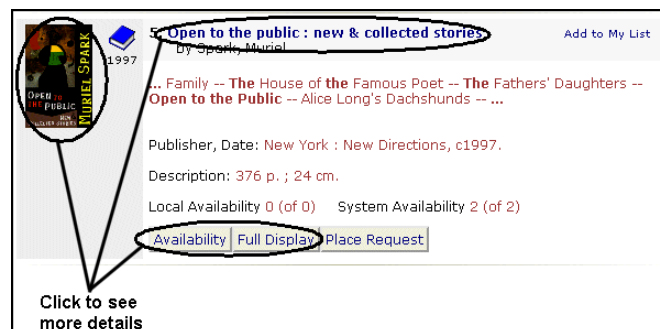 5. Open to the public : new & collected stories
Add to My List
by Spark, Muriel
1997
OPEN
TO THE
PUBLIC
NEW &
COLLECTED STORIES
MURIEL SPARK
... Family -- The House of the Famous Poet -- The Fathers' Daughters --
Open to the Public -- Alice Long's Dachshunds -- ...
Publisher, Date: New York : New Directions, c1997.
Description: 376 p. ; 24 cm.
Local Availability 0 (of 0) System Availability 2 (of 2)
Availability Full Display Place Request
Click to see
more details